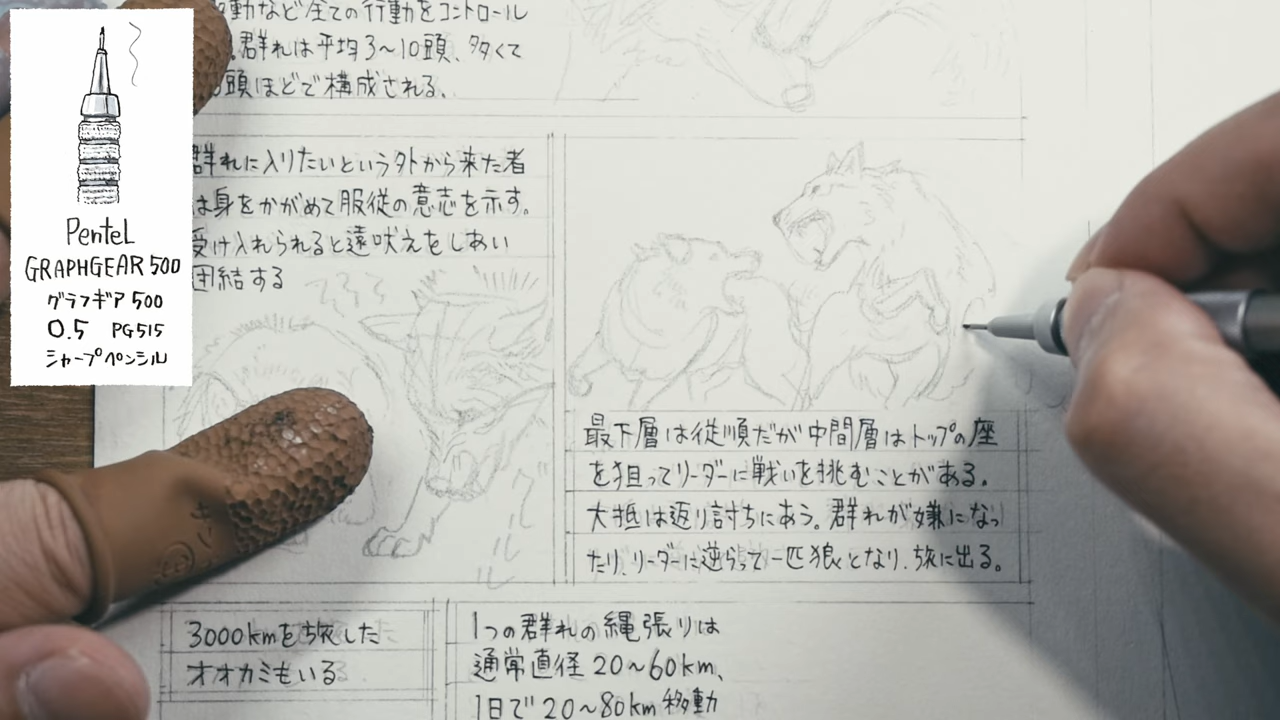 Pentel
GRAPHGEAR 500
グラフギア 500
0.5 PG515
シャープペンシル
動など全ての行動をコントロール
群れは平均3〜10頭、多くて
頭ほどで構成される、
群れに入りたいという外から来た者
は身をかがめて服従の意志を示す。
受け入れられると遠吠えをしあい
団結する
グルルル
最下層は従順だが中間層はトップの座
を狙ってリーダーに戦いを挑むことがある。
大抵は返り討ちにあう。群れが嫌になっ
たり、リーダーに逆らって一匹狼となり、旅に出る。
3000kmを旅した
オオカミもいる
1つの群れの縄張りは
通常直径20〜60km、
1日で20〜80km移動